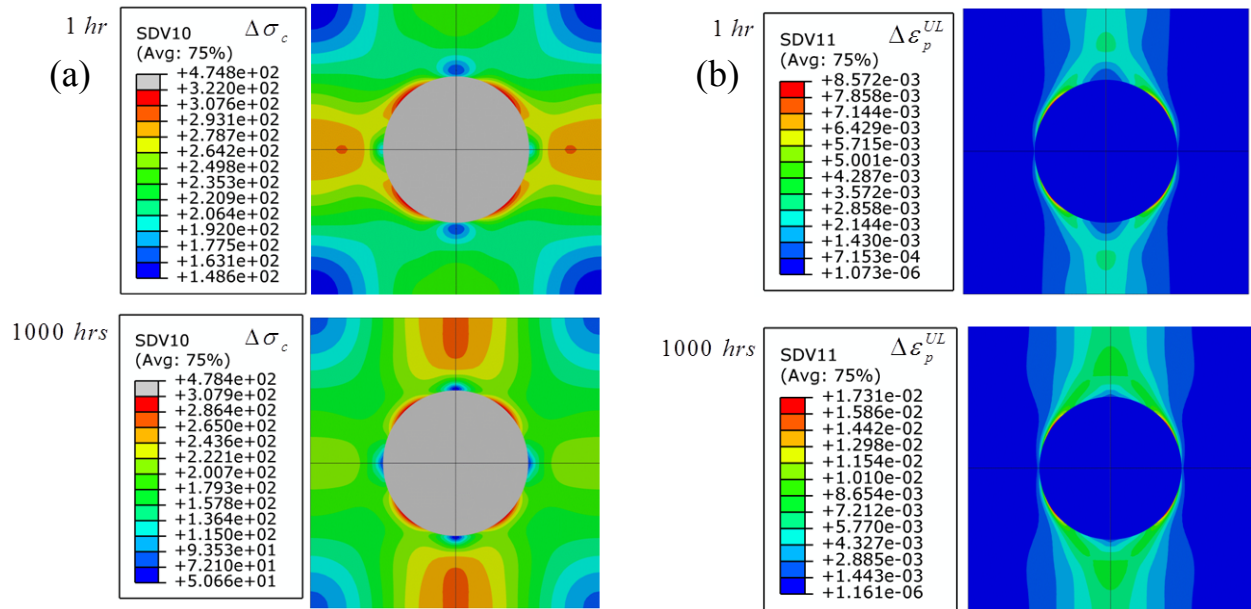 1 hr
(a)
SDV10 Δσc
(Avg: 75%)
+4.748e+02
+3.220e+02
+3.076e+02
+2.931e+02
+2.787e+02
+2.642e+02
+2.498e+02
+2.353e+02
+2.209e+02
+2.064e+02
+1.920e+02
+1.775e+02
+1.631e+02
+1.486e+02
1 hr
(b)
SDV11 Δε_p^UL
(Avg: 75%)
+8.572e-03
+7.858e-03
+7.144e-03
+6.429e-03
+5.715e-03
+5.001e-03
+4.287e-03
+3.572e-03
+2.858e-03
+2.144e-03
+1.430e-03
+7.153e-04
+1.073e-06
1000 hrs
SDV10 Δσc
(Avg: 75%)
+4.784e+02
+3.079e+02
+2.864e+02
+2.650e+02
+2.436e+02
+2.221e+02
+2.007e+02
+1.793e+02
+1.578e+02
+1.364e+02
+1.150e+02
+9.353e+01
+7.210e+01
+5.066e+01
1000 hrs
SDV11 Δε_p^UL
(Avg: 75%)
+1.731e-02
+1.586e-02
+1.442e-02
+1.298e-02
+1.154e-02
+1.010e-02
+8.654e-03
+7.212e-03
+5.770e-03
+4.327e-03
+2.885e-03
+1.443e-03
+1.161e-06